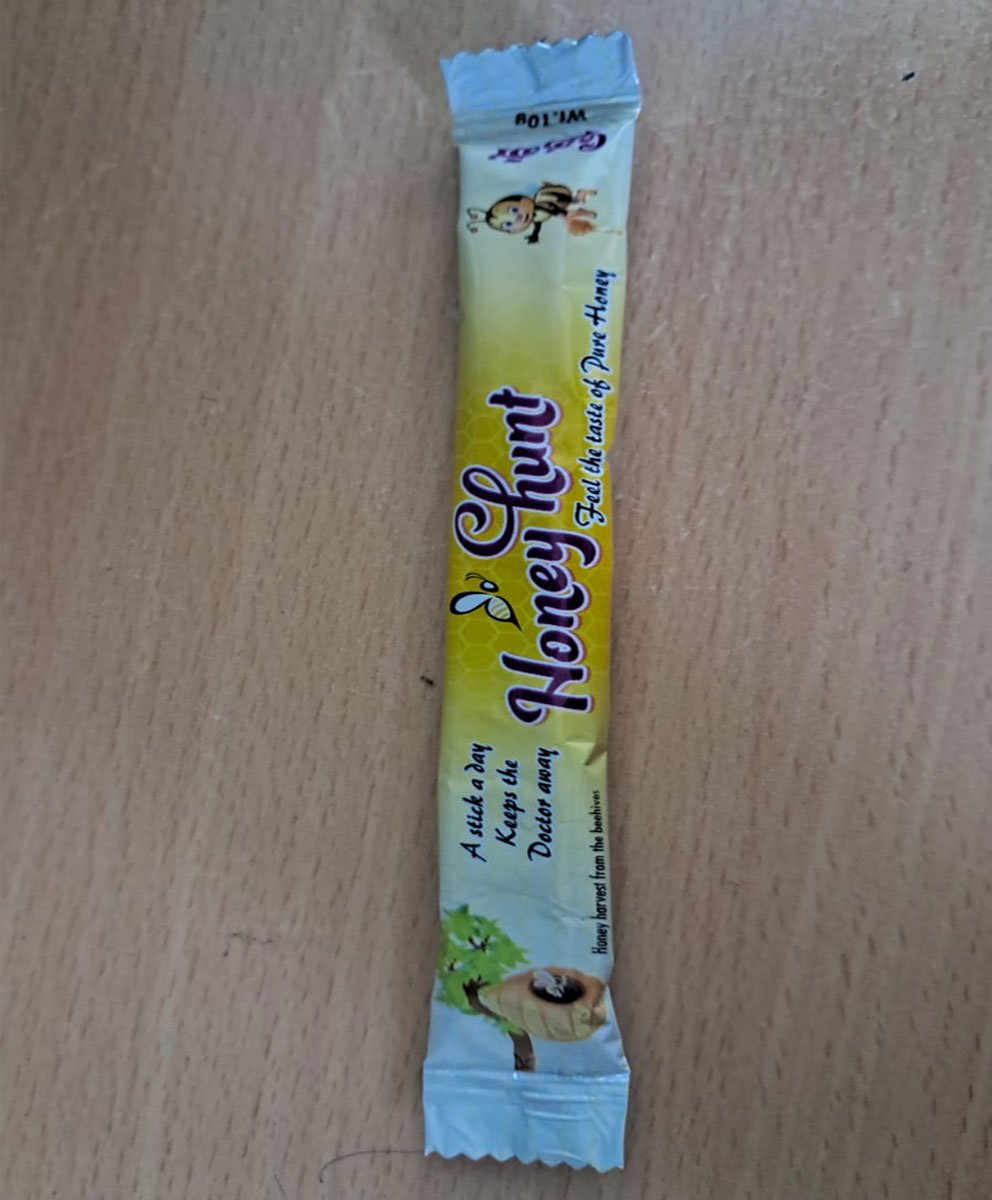 A stick a day
Keeps the
Doctor away
Chunt
Honey
Feel the taste of Pure Honey
Honey harvest from the beehives
Wt.10g